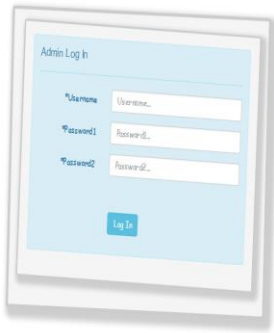 Admin Log In
*Username Username...
*Password1 Password1...
*Password2 Password2...
Log In